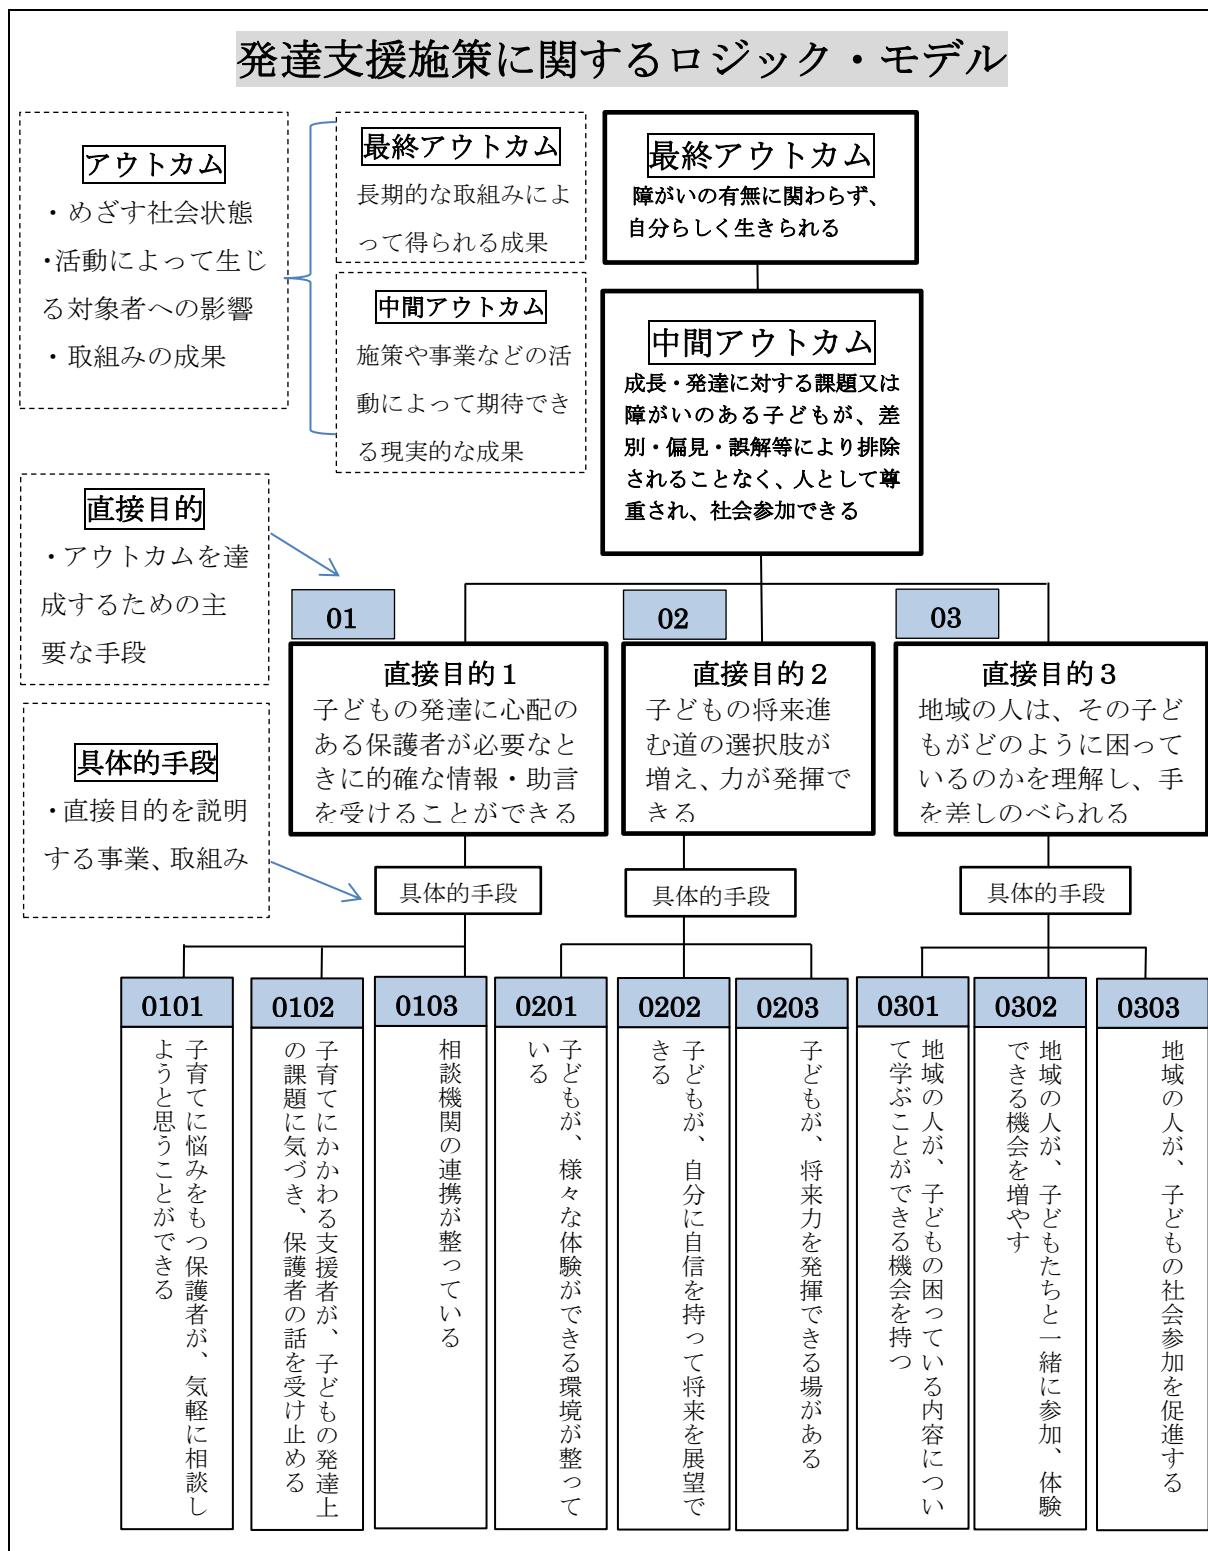 発達支援施策に関するロジック・モデル
アウトカム
・めざす社会状態
・活動によって生じ
る対象者への影響
・取組みの成果
最終アウトカム
長期的な取組みによ
って得られる成果
中間アウトカム
施策や事業などの活
動によって期待でき
る現実的な成果
最終アウトカム
障がいの有無に関わらず、
自分らしく生きられる
中間アウトカム
成長・発達に対する課題又は
障がいのある子どもが、差
別・偏見・誤解等により排除
されることなく、人として尊
重され、社会参加できる
直接目的
・アウトカムを達
成するための主
要な手段
具体的手段
・直接目的を説明
する事業、取組み
01
直接目的１
子どもの発達に心配の
ある保護者が必要なと
きに的確な情報・助言
を受けることができる
02
直接目的２
子どもの将来進
む道の選択肢が
増え、力が発揮で
きる
03
直接目的３
地域の人は、その子ど
もがどのように困って
いるのかを理解し、手
を差しのべられる
具体的手段
具体的手段
具体的手段
0101
子育てに悩みをもつ保護者が、気軽に相談し
ようと思うことができる
0102
子育てにかかわる支援者が、子どもの発達上
の課題に気づき、保護者の話を受け止める
0103
相談機関の連携が整っている
0201
子どもが、様々な体験ができる環境が整って
いる
0202
子どもが、自分に自信を持って将来を展望で
きる
0203
子どもが、将来力を発揮できる場がある
0301
地域の人が、子どもの困っている内容につい
て学ぶことができる機会を持つ
0302
地域の人が、子どもたちと一緒に参加、体験
できる機会を増やす
0303
地域の人が、子どもの社会参加を促進する